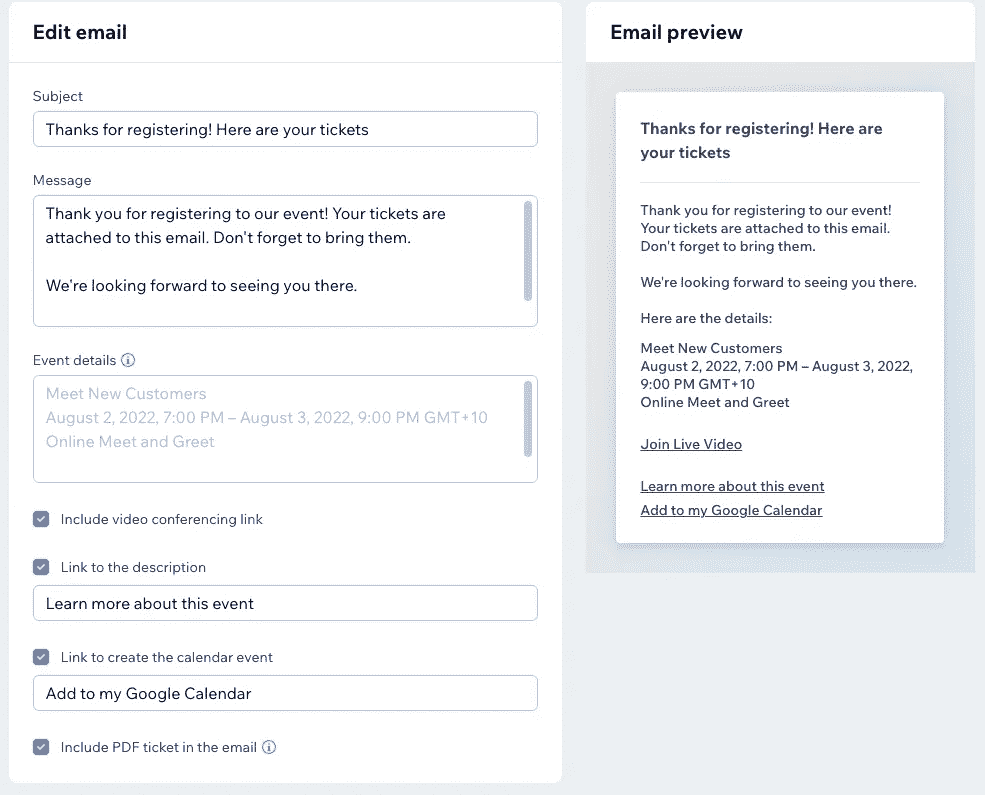 Edit email
Subject
Thanks for registering! Here are your tickets
Message
Thank you for registering to our event! Your tickets are
attached to this email. Don't forget to bring them.
We're looking forward to seeing you there.
Event details
Meet New Customers
August 2, 2022, 7:00 PM – August 3, 2022, 9:00 PM GMT+10
Online Meet and Greet
Include video conferencing link
Link to the description
Learn more about this event
Link to create the calendar event
Add to my Google Calendar
Include PDF ticket in the email
Email preview
Thanks for registering! Here are
your tickets
Thank you for registering to our event!
Your tickets are attached to this email.
Don't forget to bring them.
We're looking forward to seeing you there.
Here are the details:
Meet New Customers
August 2, 2022, 7:00 PM – August 3, 2022,
9:00 PM GMT+10
Online Meet and Greet
Join Live Video
Learn more about this event
Add to my Google Calendar